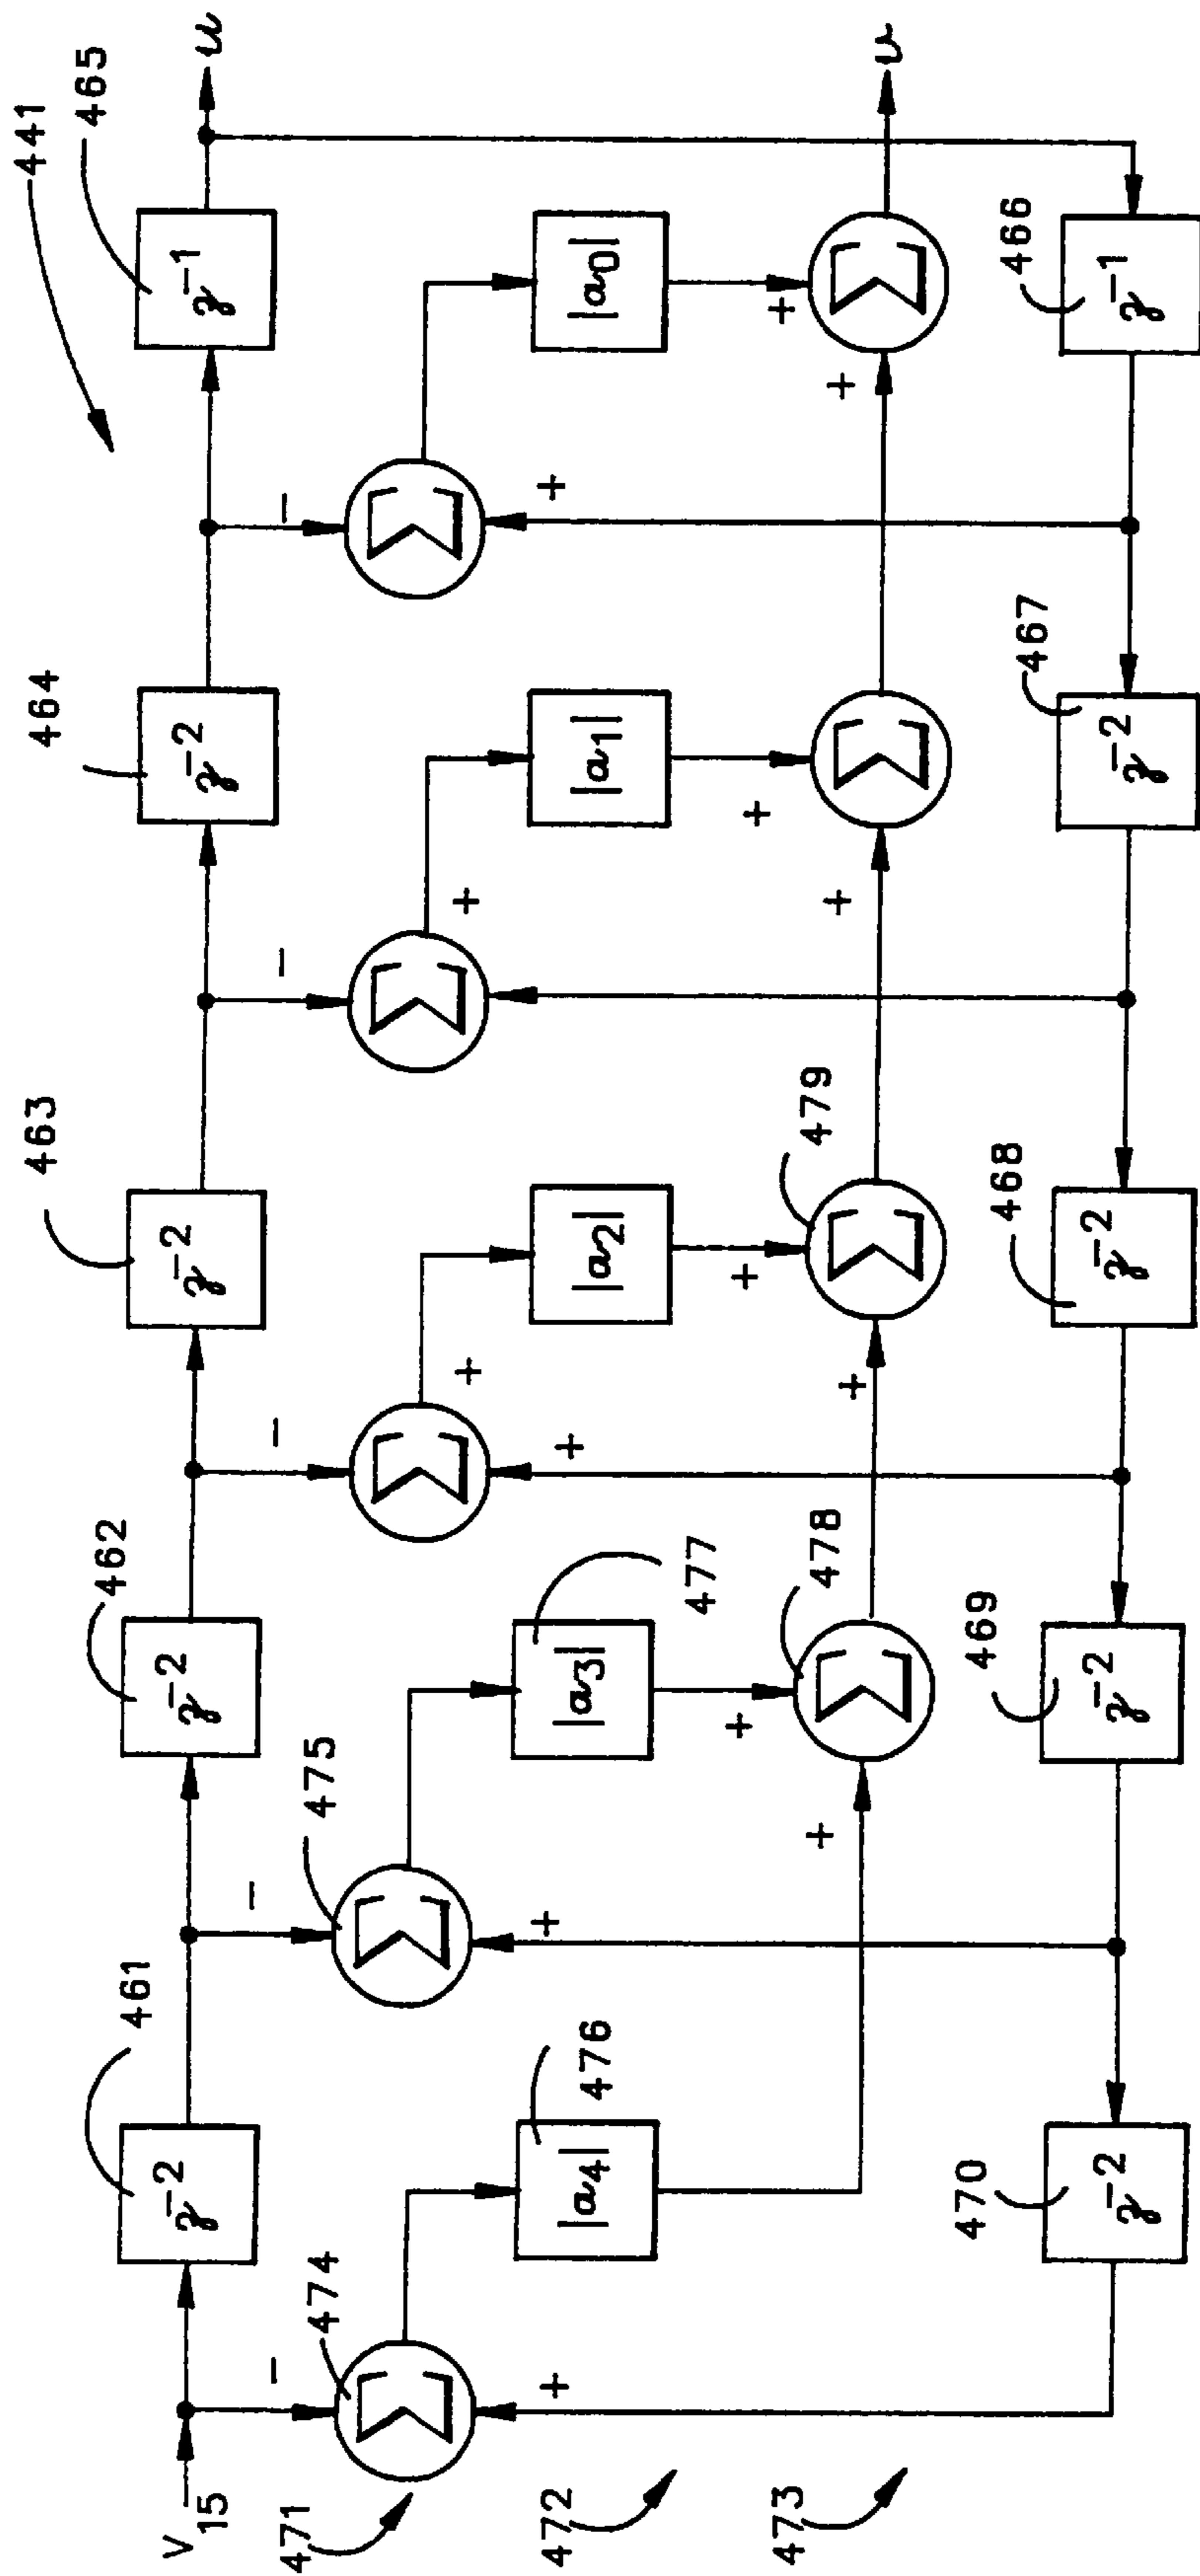 441
461 462 463 464 465
V15 z⁻² z⁻² z⁻² z⁻² z⁻¹ u
− − − − −
471 474 475
Σ Σ Σ Σ Σ
+ + + + + +
472 476 477
|a4| |a3| |a2| |a1| |a0|
+ + + +
473 478 479
Σ Σ Σ Σ v
+ + + +
470 469 468 467 466
z⁻² z⁻² z⁻² z⁻² z⁻¹